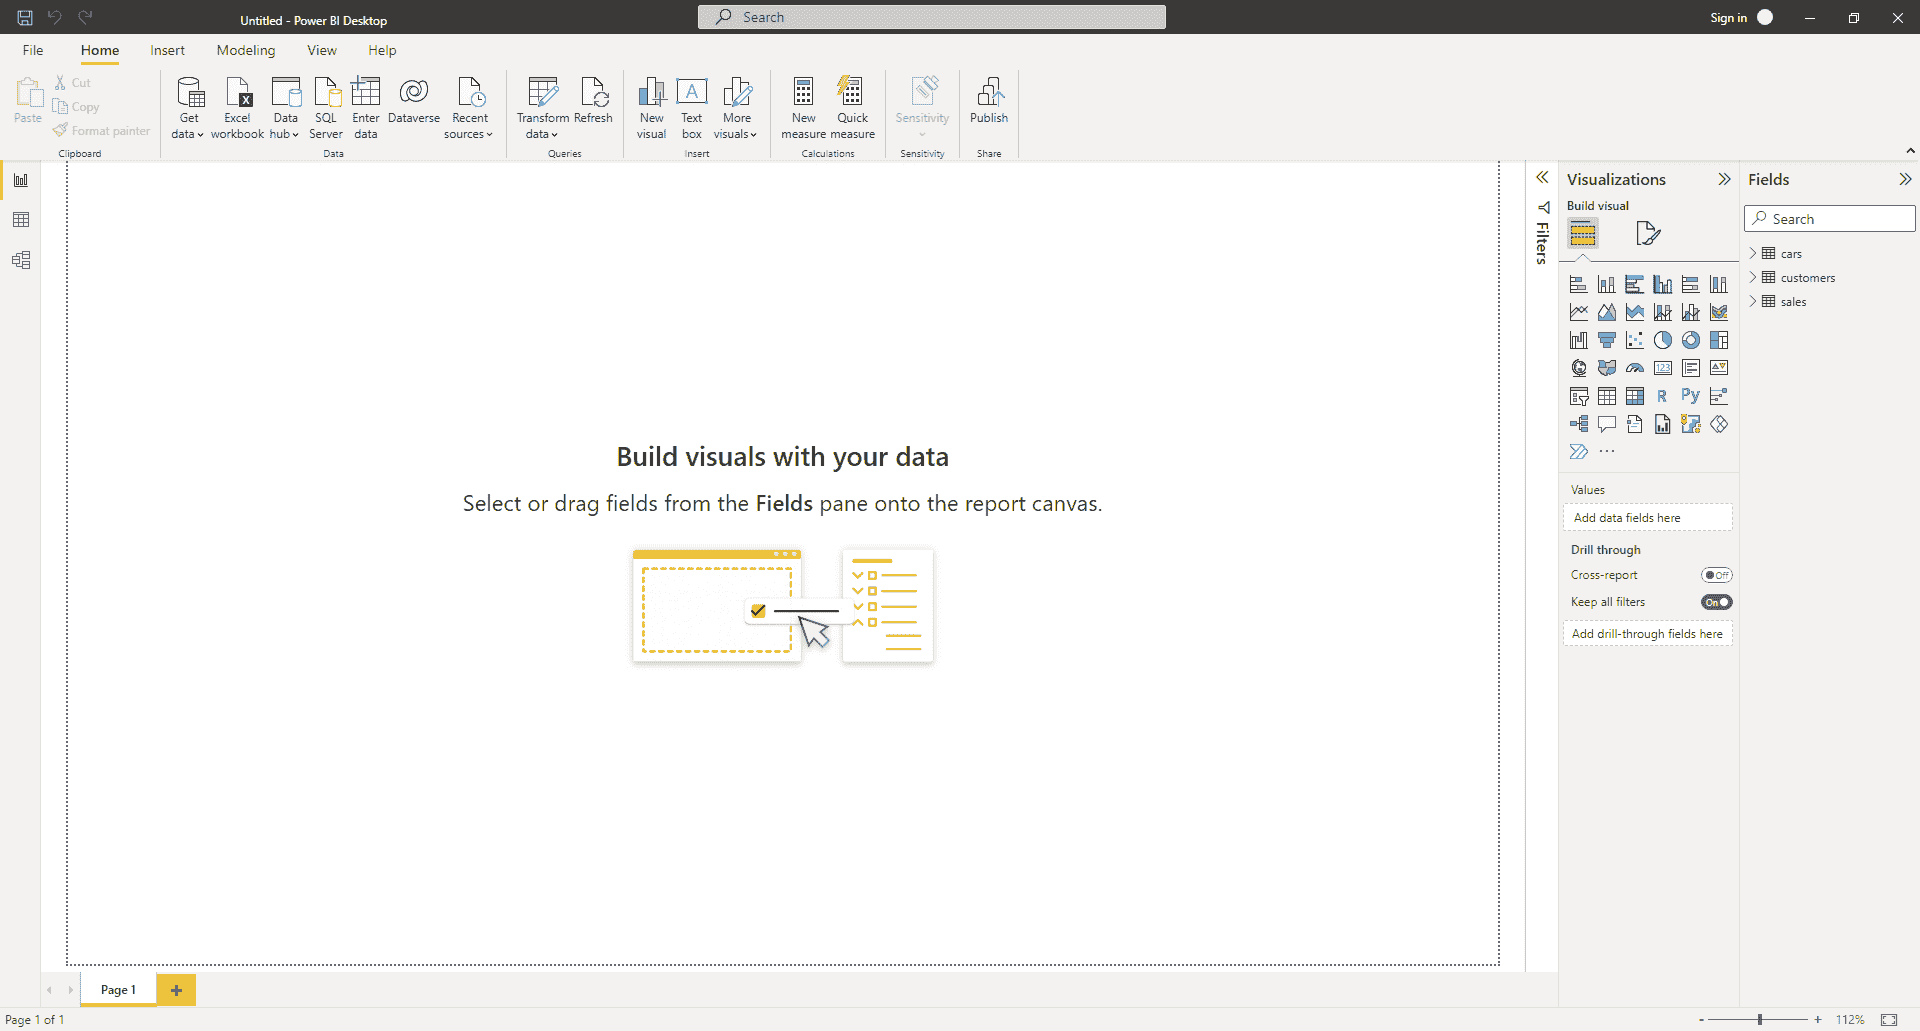 Untitled - Power BI Desktop
Search
Sign in
File
Home
Insert
Modeling
View
Help
Paste
Cut
Copy
Format painter
Clipboard
Get data
Excel workbook
Data hub
SQL Server
Enter data
Dataverse
Recent sources
Data
Transform data
Refresh
Queries
New visual
A
Text box
More visuals
Insert
New measure
Quick measure
Calculations
Sensitivity
Sensitivity
Publish
Share
Build visuals with your data
Select or drag fields from the Fields pane onto the report canvas.
Filters
Visualizations
Build visual
123
R
Py
Values
Add data fields here
Drill through
Cross-report
Off
Keep all filters
On
Add drill-through fields here
Fields
Search
cars
customers
sales
Page 1
+
Page 1 of 1
- + 112%